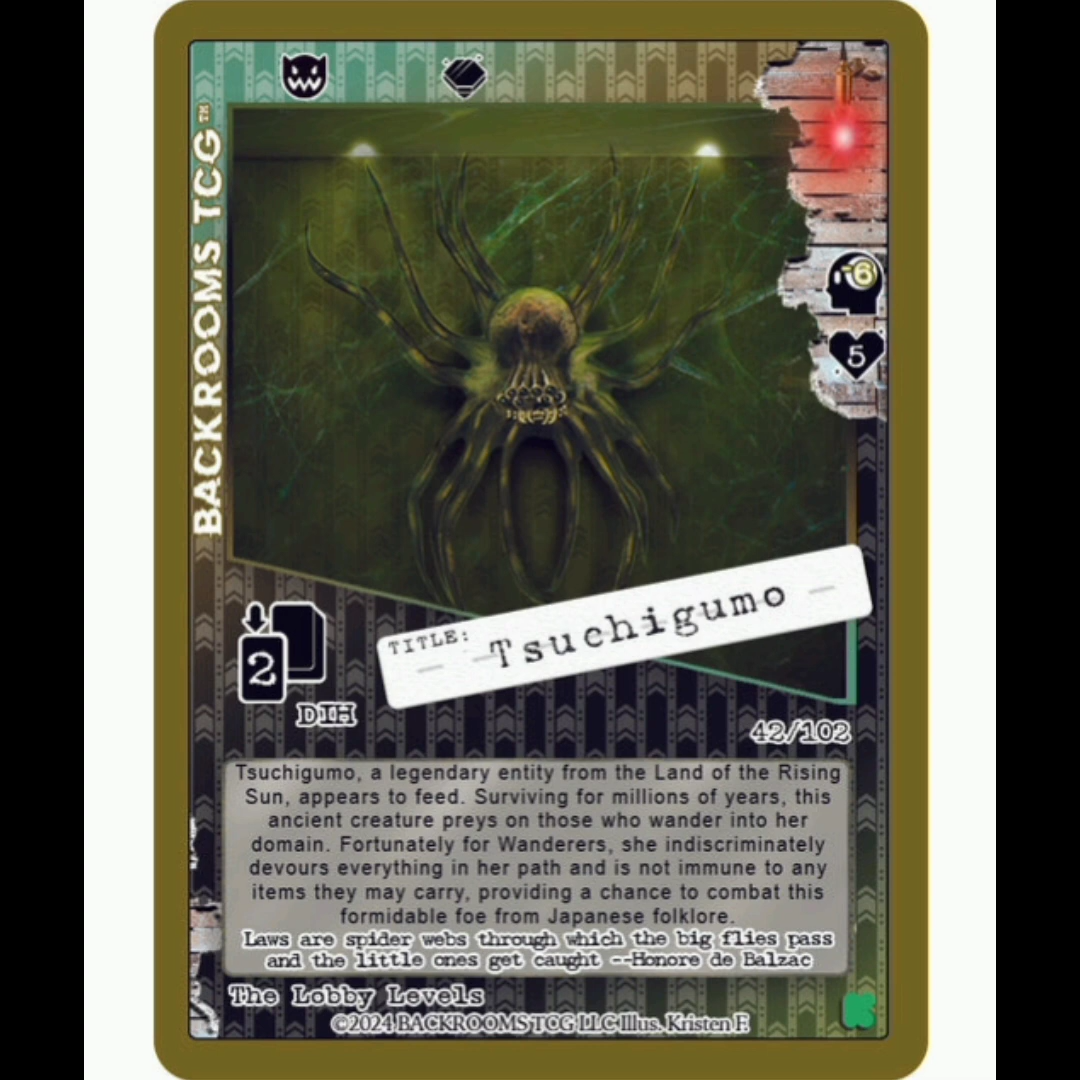 BACKROOMS TCG™
-6
5
TITLE:
Tsuchigumo
2
DIH
42/102
Tsuchigumo, a legendary entity from the Land of the Rising
Sun, appears to feed. Surviving for millions of years, this
ancient creature preys on those who wander into her
domain. Fortunately for Wanderers, she indiscriminately
devours everything in her path and is not immune to any
items they may carry, providing a chance to combat this
formidable foe from Japanese folklore.
Laws are spider webs through which the big flies pass
and the little ones get caught --Honore de Balzac
The Lobby Levels
©2024 BACKROOMS TCG LLC Illus. Kristen F.